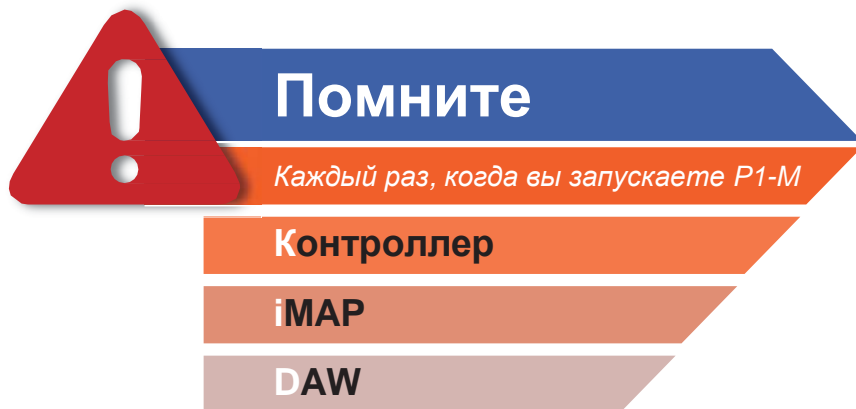 Помните
Каждый раз, когда вы запускаете P1-M
Контроллер
iMAP
DAW